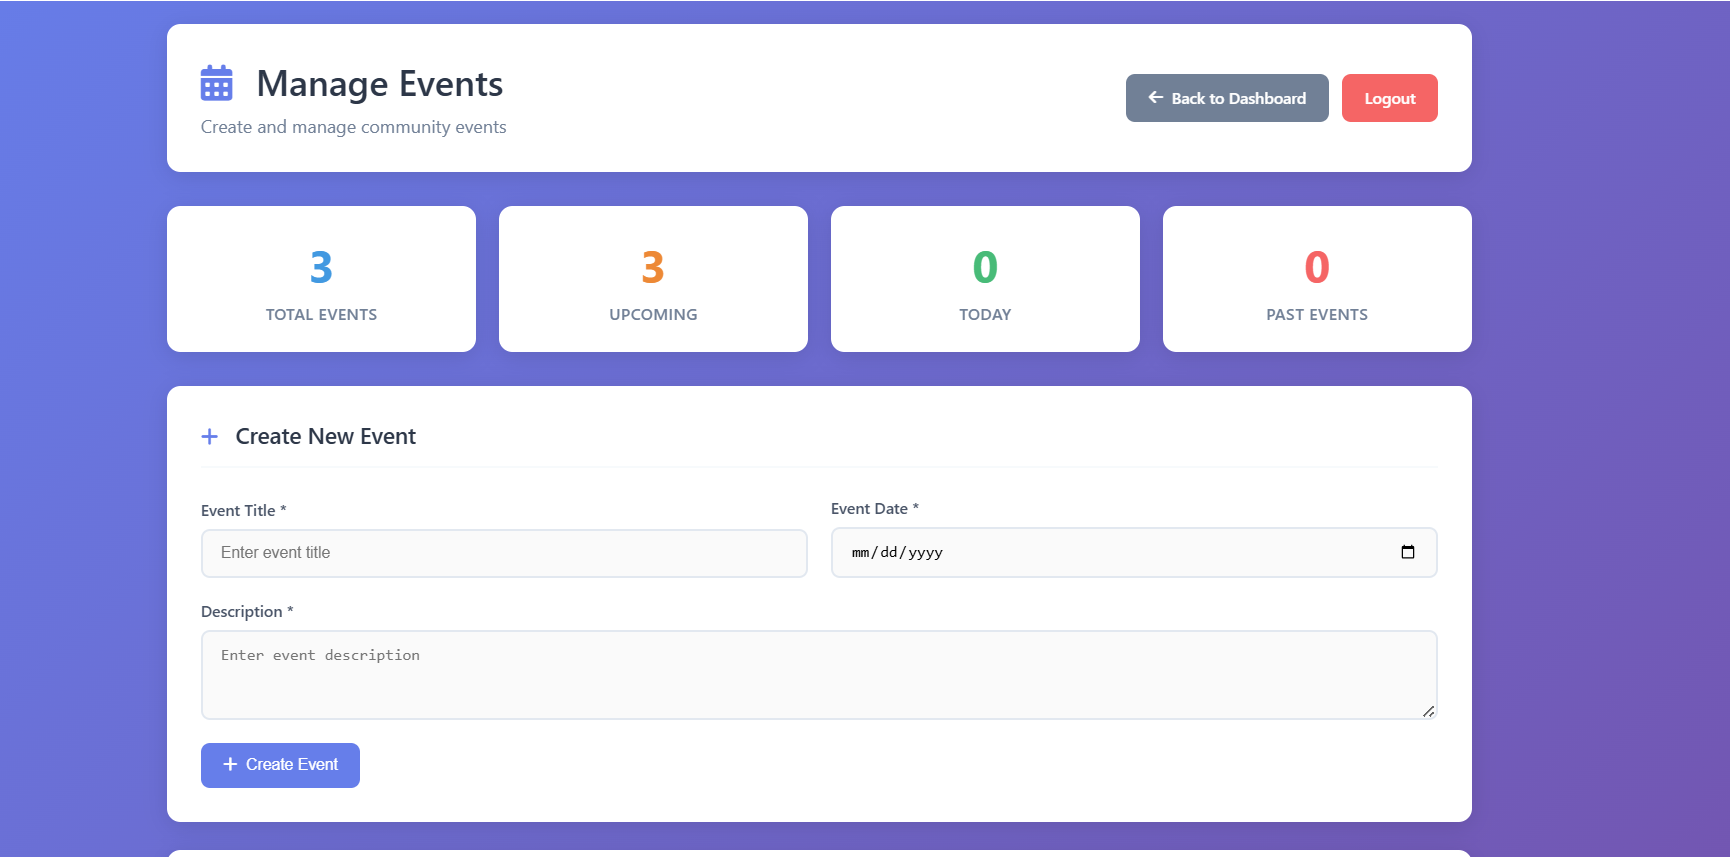 Manage Events
Create and manage community events
Back to Dashboard
Logout
3
TOTAL EVENTS
3
UPCOMING
0
TODAY
0
PAST EVENTS
Create New Event
Event Title *
Enter event title
Event Date *
mm/dd/yyyy
Description *
Enter event description
Create Event